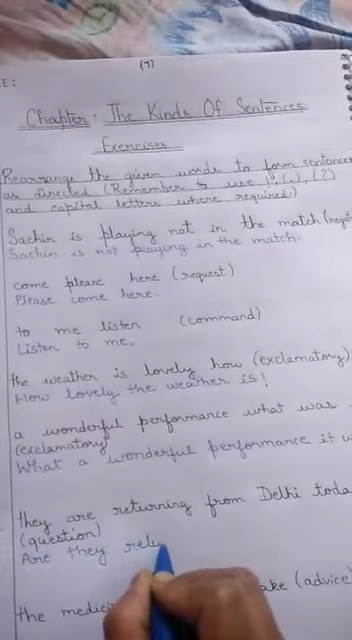 (7)
E:
Chapter: The Kinds Of Sentences
Exercises
Rearrange the given words to form sentences
as directed (Remember to use !, (.), (?)
and capital letters where required.)
Sachin is playing not in the match (negat
Sachin is not playing in the match.
come please here (request)
Please come here.
to me listen (command)
Listen to me.
the weather is lovely how (exclamatory)
How lovely the weather is!
a wonderful performance what was
(exclamatory)
What a wonderful performance it w
they are returning from Delhi toda
(question)
Are they
the medici ake (advice)